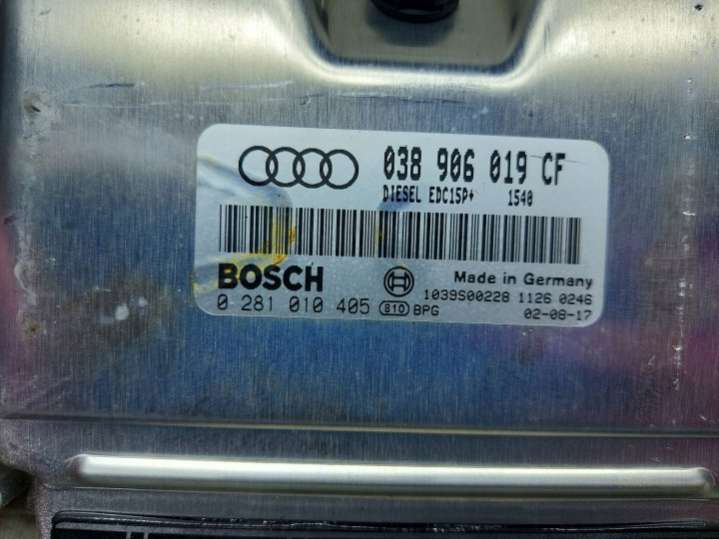 038 906 019 CF
DIESEL EDC15P+ 1540
BOSCH Made in Germany
1039S00228 1126 0246
0 281 010 405 810 BPG 02-08-17